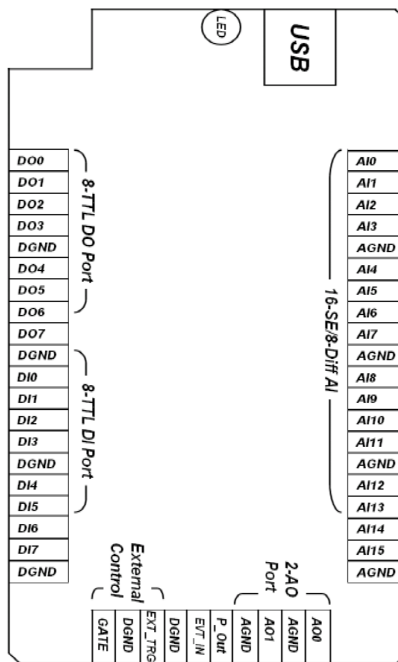 LED
USB
DO0
DO1
DO2
DO3
DGND
DO4
DO5
DO6
DO7
DGND
DI0
DI1
DI2
DI3
DGND
DI4
DI5
DI6
DI7
DGND
8-TTL DO Port
8-TTL DI Port
16-SE/8-Diff AI
AI0
AI1
AI2
AI3
AGND
AI4
AI5
AI6
AI7
AGND
AI8
AI9
AI10
AI11
AGND
AI12
AI13
AI14
AI15
AGND
External
Control
2-AO
Port
GATE
DGND
EXT_TRG
DGND
EVT_IN
P_Out
AGND
AO1
AGND
AO0